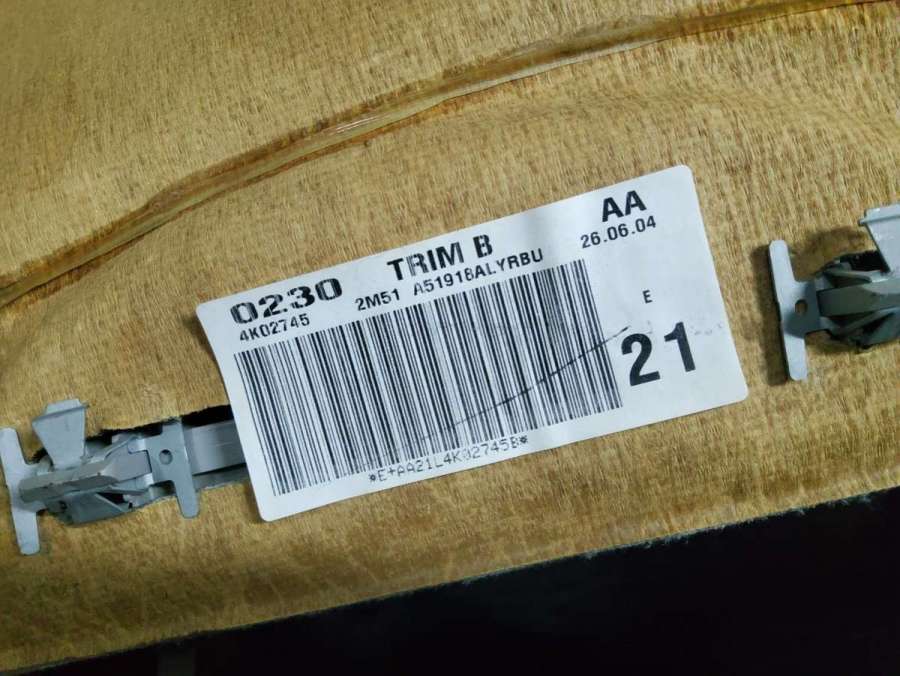 0230 TRIM B AA
4K02745 2M51 A51918ALYRBU 26.06.04
E
21
*E+AA21L4K02745B*